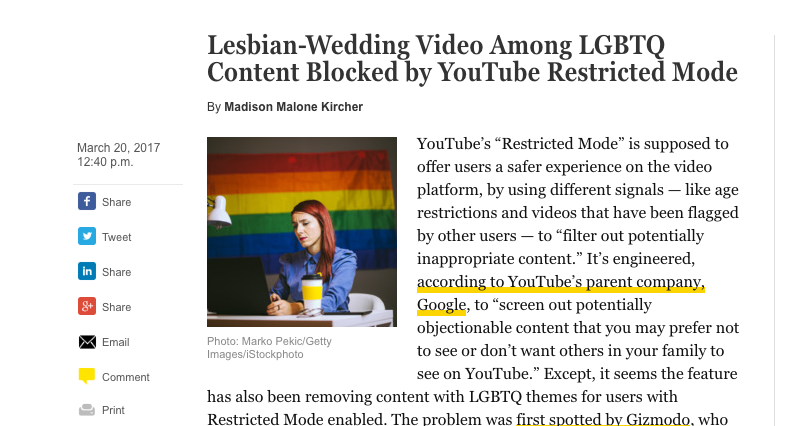 Lesbian-Wedding Video Among LGBTQ
Content Blocked by YouTube Restricted Mode
By Madison Malone Kircher
March 20, 2017
12:40 p.m.
Share
Tweet
Share
Share
Email
Comment
Print
Photo: Marko Pekic/Getty
Images/iStockphoto
YouTube’s “Restricted Mode” is supposed to
offer users a safer experience on the video
platform, by using different signals — like age
restrictions and videos that have been flagged
by other users — to “filter out potentially
inappropriate content.” It’s engineered,
according to YouTube’s parent company,
Google, to “screen out potentially
objectionable content that you may prefer not
to see or don’t want others in your family to
see on YouTube.” Except, it seems the feature
has also been removing content with LGBTQ themes for users with
Restricted Mode enabled. The problem was first spotted by Gizmodo, who